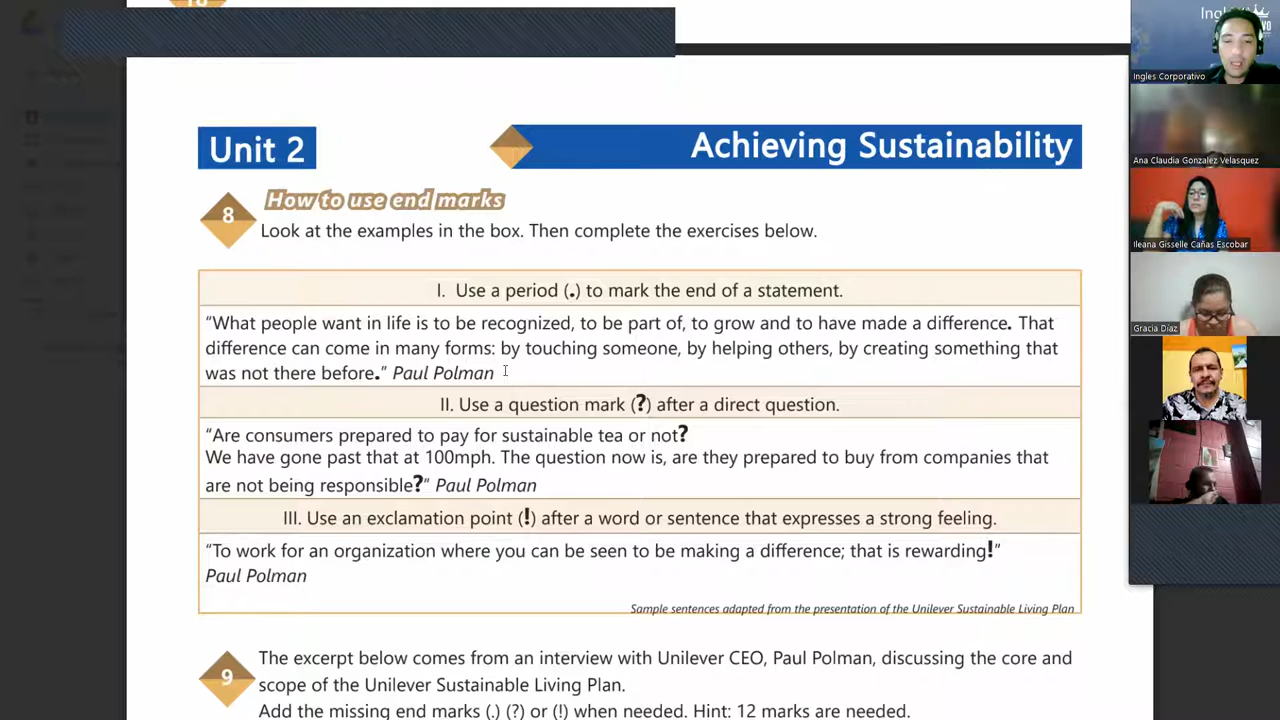 Unit 2
Achieving Sustainability
8
How to use end marks
Look at the examples in the box. Then complete the exercises below.
I. Use a period (.) to mark the end of a statement.
“What people want in life is to be recognized, to be part of, to grow and to have made a difference. That
difference can come in many forms: by touching someone, by helping others, by creating something that
was not there before.” Paul Polman
II. Use a question mark (?) after a direct question.
“Are consumers prepared to pay for sustainable tea or not?
We have gone past that at 100mph. The question now is, are they prepared to buy from companies that
are not being responsible?” Paul Polman
III. Use an exclamation point (!) after a word or sentence that expresses a strong feeling.
“To work for an organization where you can be seen to be making a difference; that is rewarding!”
Paul Polman
Sample sentences adapted from the presentation of the Unilever Sustainable Living Plan
9
The excerpt below comes from an interview with Unilever CEO, Paul Polman, discussing the core and
scope of the Unilever Sustainable Living Plan.
Add the missing end marks (.) (?) or (!) when needed. Hint: 12 marks are needed.
Ingles Corporativo
Ana Claudia Gonzalez Velasquez
Ileana Gisselle Cañas Escobar
Gracia Díaz